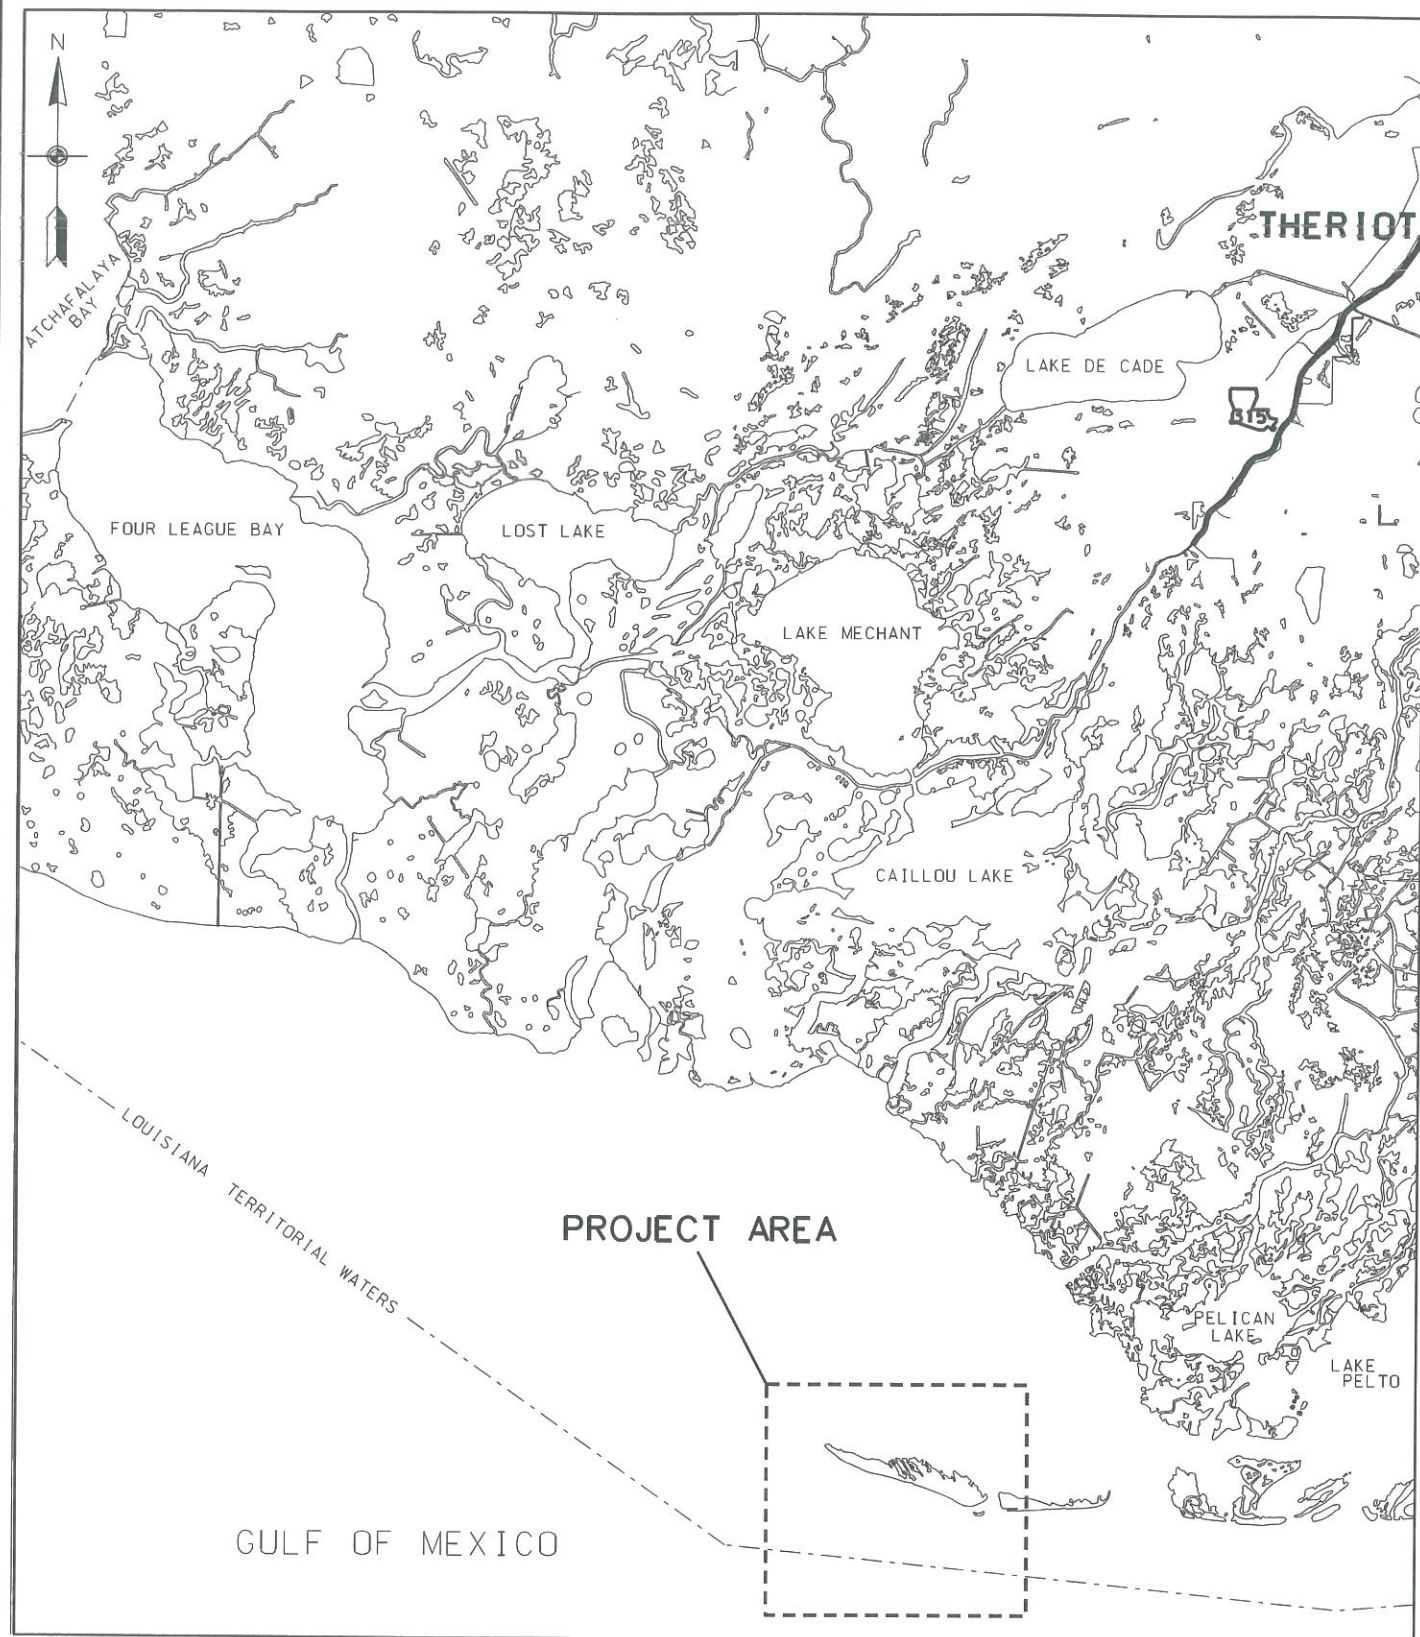 N
THERIOT
ATCHAFALAYA
BAY
LAKE DE CADE
315
FOUR LEAGUE BAY
LOST LAKE
LAKE MECHANT
CAILLOU LAKE
LOUISIANA TERRITORIAL WATERS
PROJECT AREA
PELICAN
LAKE
LAKE
PELTO
GULF OF MEXICO